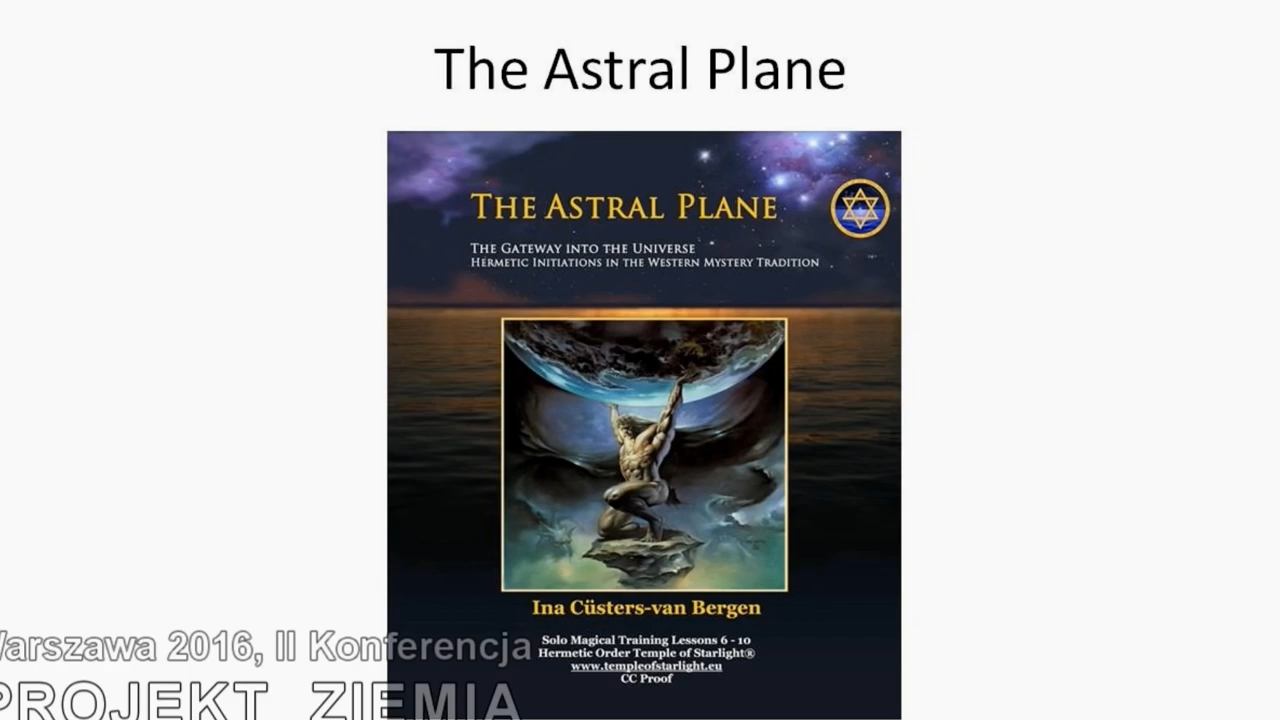 The Astral Plane
THE ASTRAL PLANE
THE GATEWAY INTO THE UNIVERSE
HERMETIC INITIATIONS IN THE WESTERN MYSTERY TRADITION
Ina Cüsters-van Bergen
Solo Magical Training Lessons 6 - 10
Hermetic Order Temple of Starlight®
www.templeofstarlight.eu
CC Proof
Warszawa 2016, II Konferencja
PROJEKT ZIEMIA